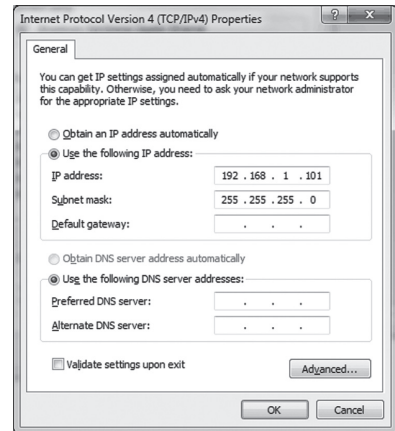 Internet Protocol Version 4 (TCP/IPv4) Properties
General
You can get IP settings assigned automatically if your network supports
this capability. Otherwise, you need to ask your network administrator
for the appropriate IP settings.
Obtain an IP address automatically
Use the following IP address:
IP address: 192 . 168 . 1 . 101
Subnet mask: 255 . 255 . 255 . 0
Default gateway: . . .
Obtain DNS server address automatically
Use the following DNS server addresses:
Preferred DNS server: . . .
Alternate DNS server: . . .
Validate settings upon exit
Advanced...
OK Cancel